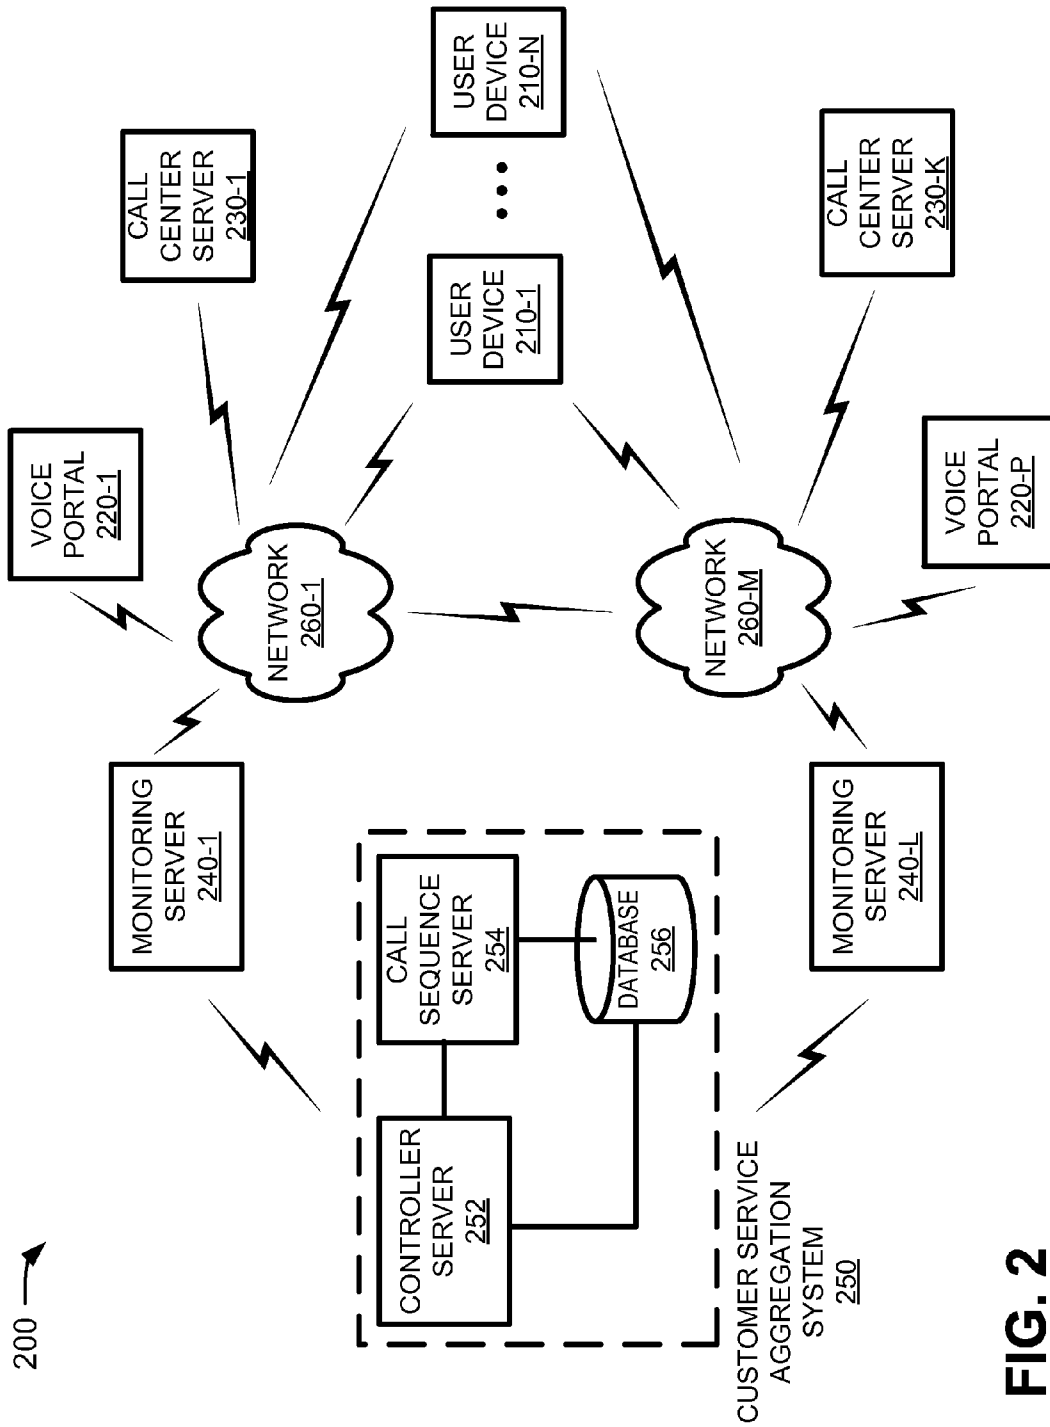 200
VOICE
PORTAL
220-1
CALL
CENTER
SERVER
230-1
MONITORING
SERVER
240-1
NETWORK
260-1
USER
DEVICE
210-1
USER
DEVICE
210-N
CONTROLLER
SERVER
252
CALL
SEQUENCE
SERVER
254
DATABASE
256
CUSTOMER SERVICE
AGGREGATION
SYSTEM
250
NETWORK
260-M
MONITORING
SERVER
240-L
CALL
CENTER
SERVER
230-K
VOICE
PORTAL
220-P
FIG. 2